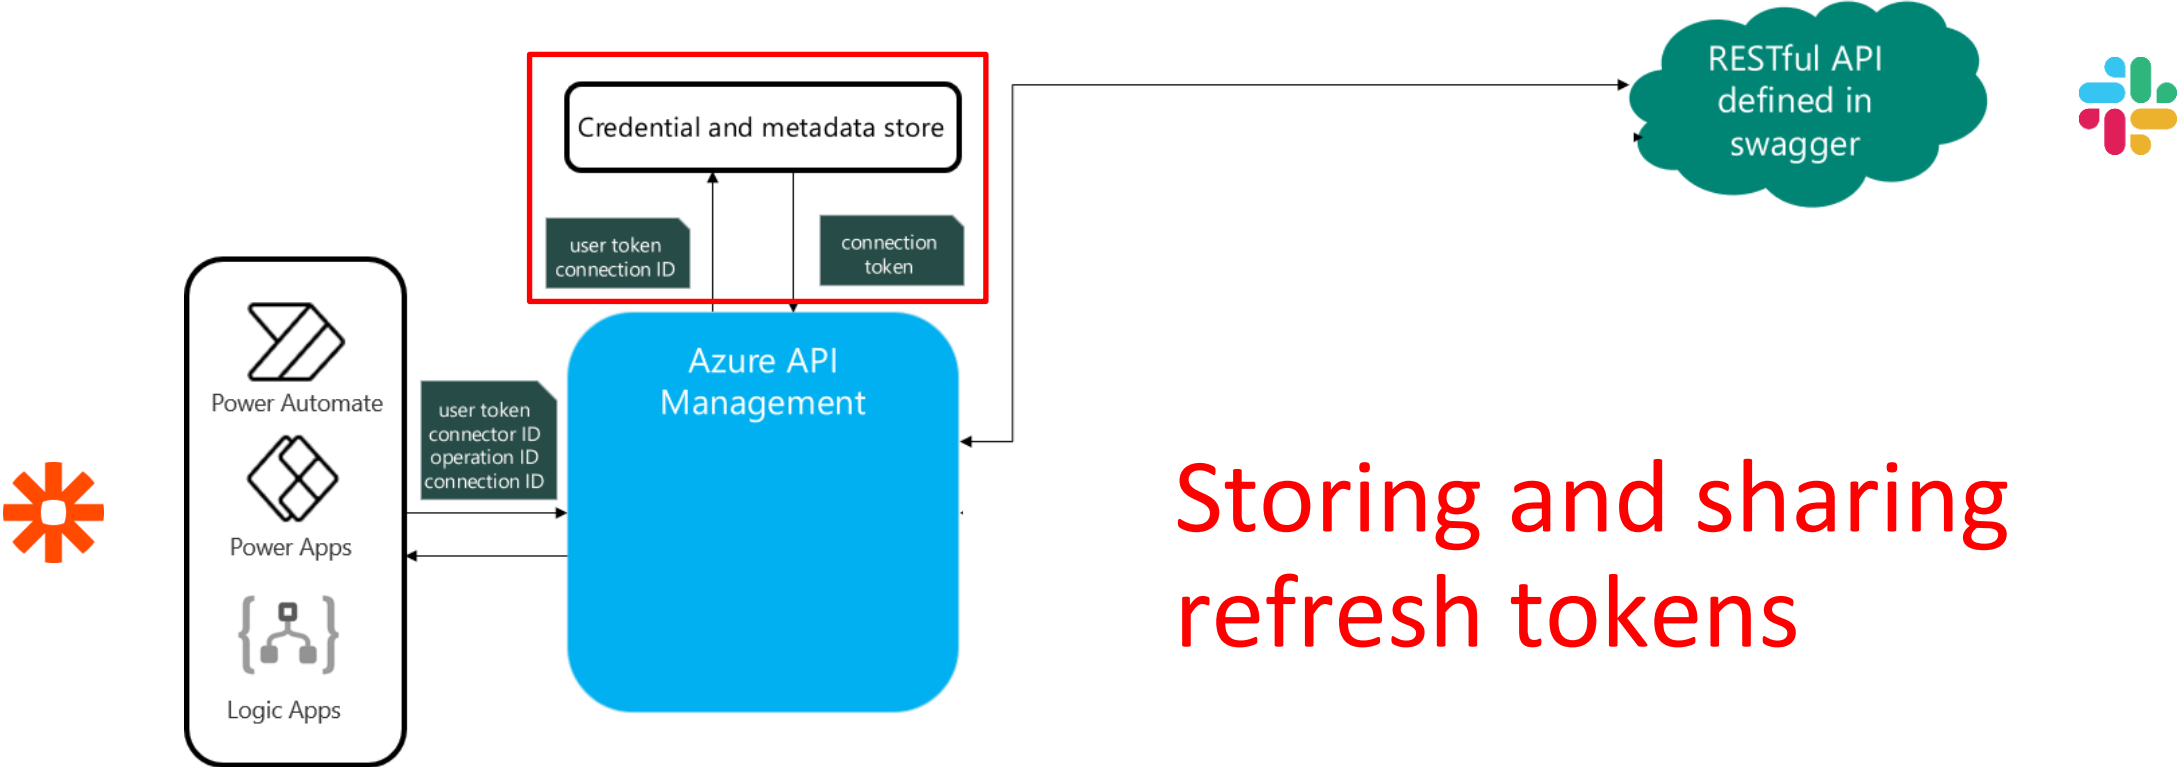 RESTful API
defined in
swagger
Credential and metadata store
user token
connection ID
connection
token
Azure API
Management
Power Automate
user token
connector ID
operation ID
connection ID
Power Apps
Logic Apps
Storing and sharing
refresh tokens